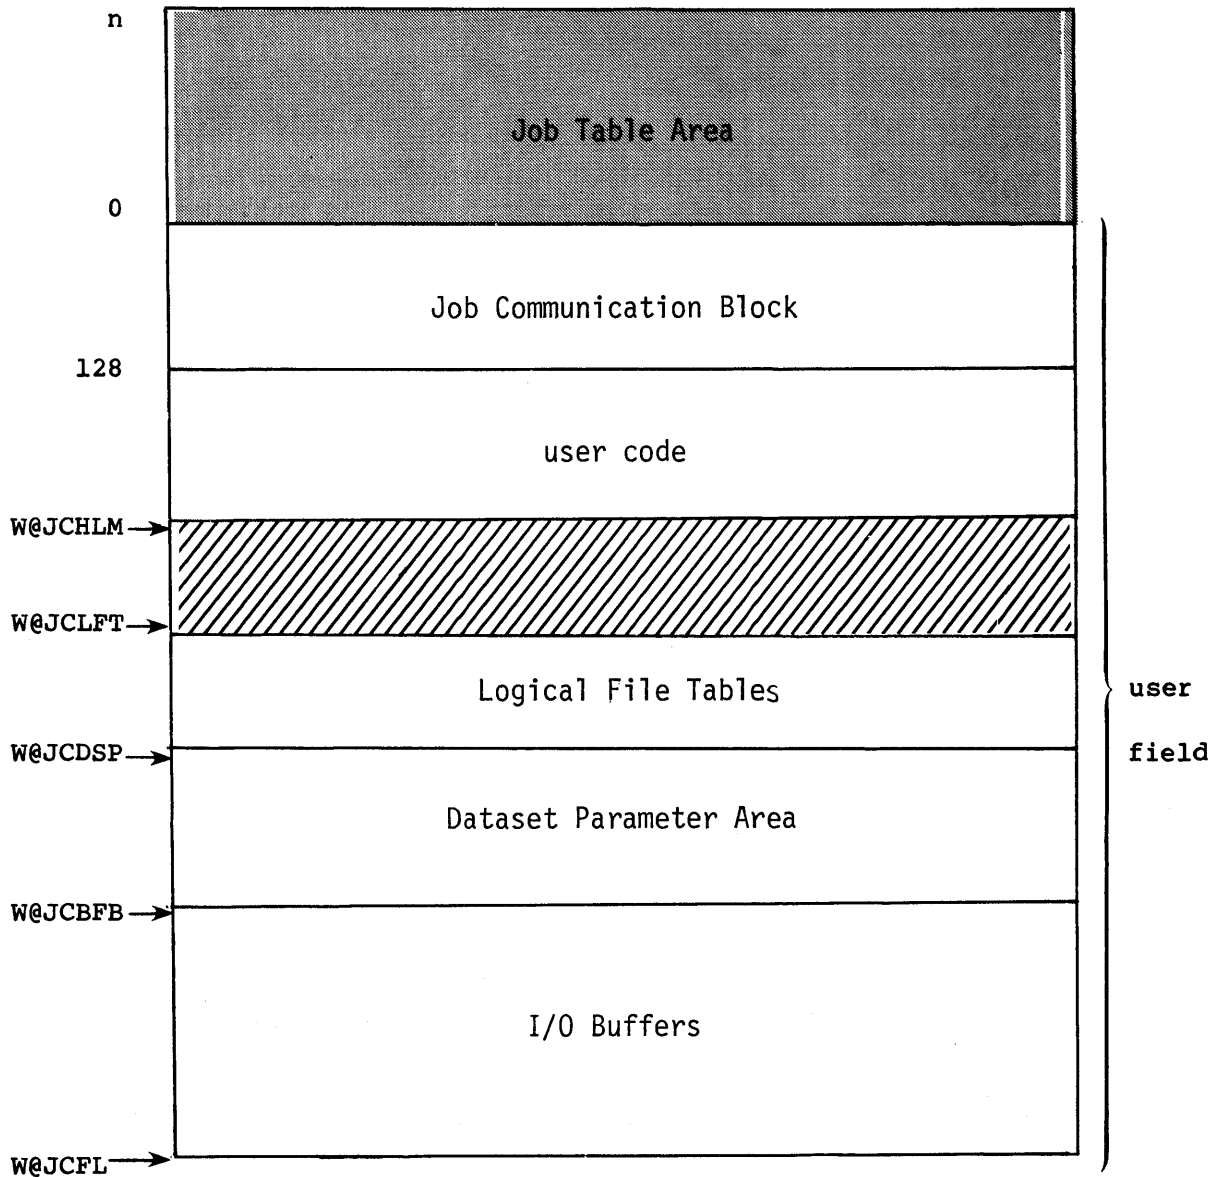 n
Job Table Area
0
Job Communication Block
128
user code
W@JCHLM
W@JCLFT
Logical File Tables
user
W@JCDSP
field
Dataset Parameter Area
W@JCBFB
I/O Buffers
W@JCFL